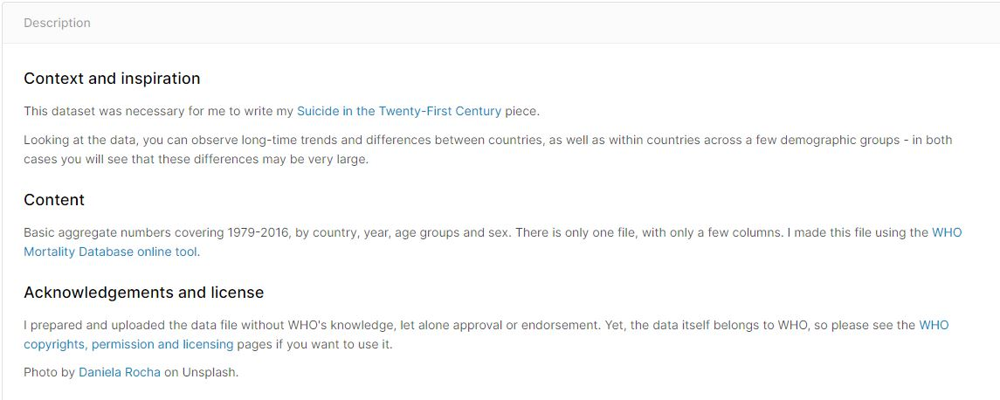 Description
Context and inspiration
This dataset was necessary for me to write my Suicide in the Twenty-First Century piece.
Looking at the data, you can observe long-time trends and differences between countries, as well as within countries across a few demographic groups - in both
cases you will see that these differences may be very large.
Content
Basic aggregate numbers covering 1979-2016, by country, year, age groups and sex. There is only one file, with only a few columns. I made this file using the WHO
Mortality Database online tool.
Acknowledgements and license
I prepared and uploaded the data file without WHO's knowledge, let alone approval or endorsement. Yet, the data itself belongs to WHO, so please see the WHO
copyrights, permission and licensing pages if you want to use it.
Photo by Daniela Rocha on Unsplash.